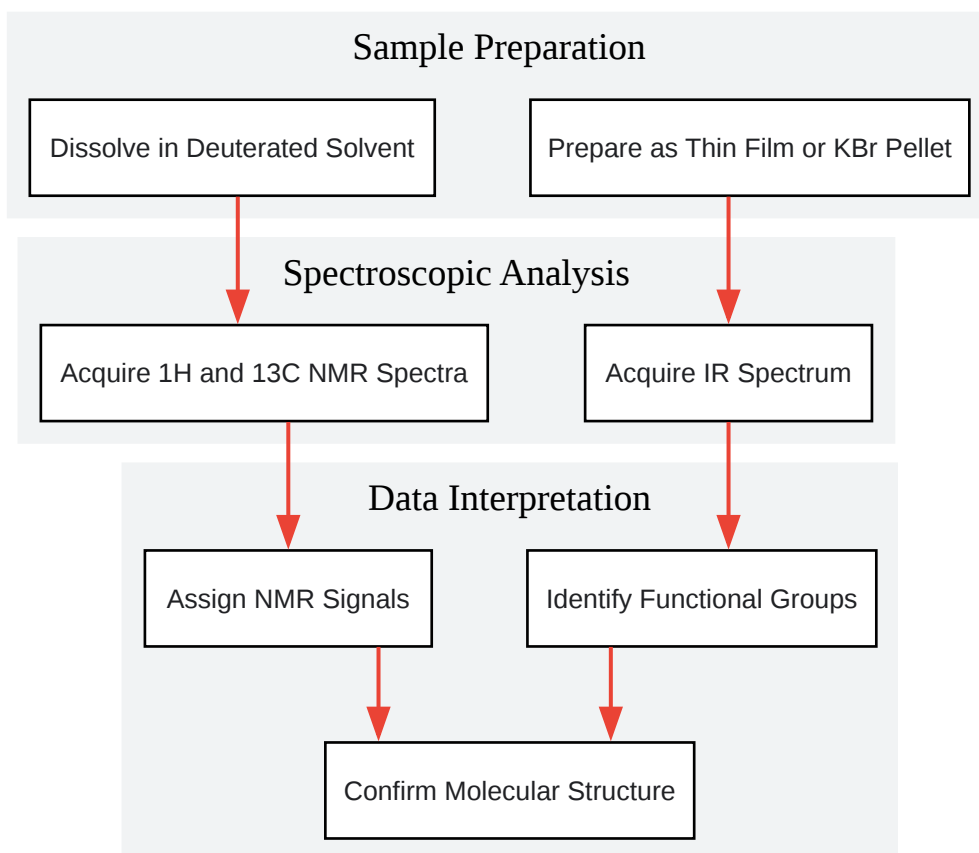 Sample Preparation
Dissolve in Deuterated Solvent
Prepare as Thin Film or KBr Pellet
Spectroscopic Analysis
Acquire 1H and 13C NMR Spectra
Acquire IR Spectrum
Data Interpretation
Assign NMR Signals
Identify Functional Groups
Confirm Molecular Structure